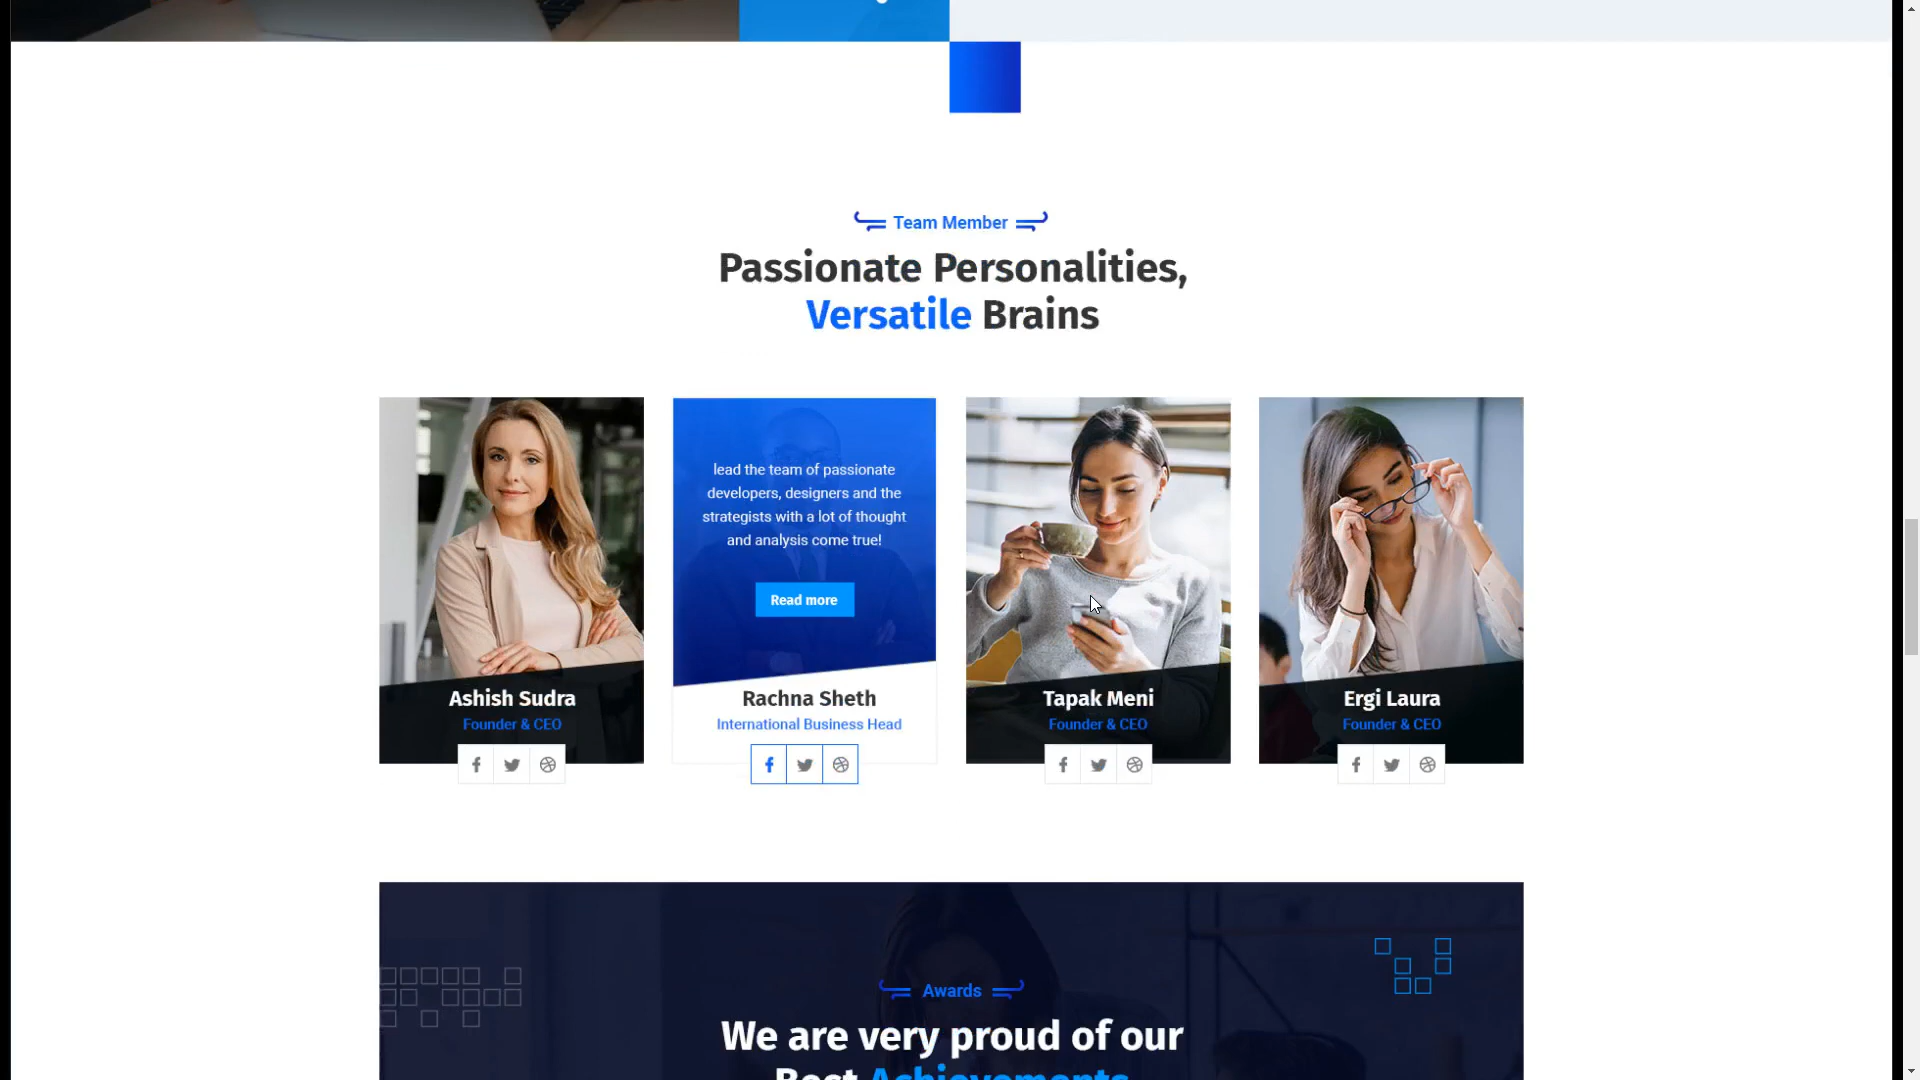 Team Member
Passionate Personalities,
Versatile Brains
lead the team of passionate
developers, designers and the
strategists with a lot of thought
and analysis come true!
Read more
Ashish Sudra
Founder & CEO
Rachna Sheth
International Business Head
Tapak Meni
Founder & CEO
Ergi Laura
Founder & CEO
Awards
We are very proud of our
Best Achievements